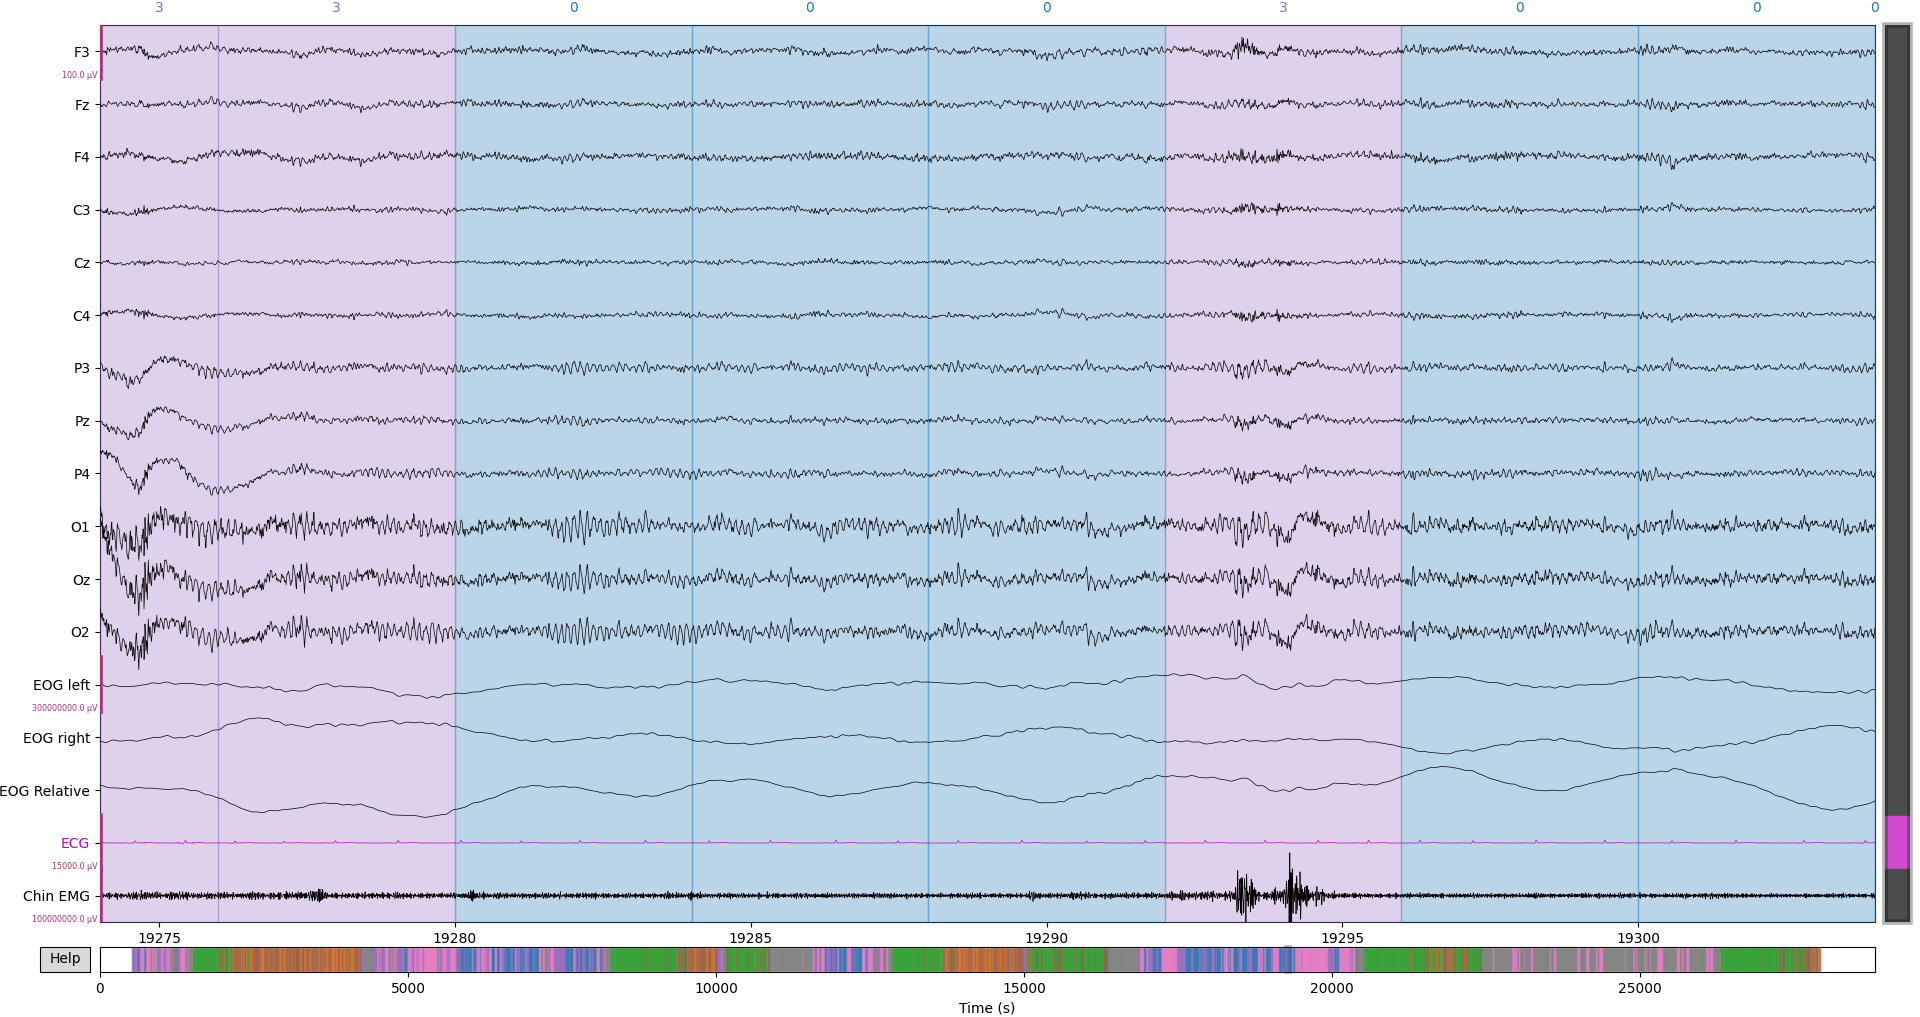 3 3 0 0 0 3 0 0 0
F3
100.0 µV
Fz
F4
C3
Cz
C4
P3
Pz
P4
O1
Oz
O2
EOG left
300000000.0 µV
EOG right
EOG Relative
ECG
15000.0 µV
Chin EMG
100000000.0 µV
19275 19280 19285 19290 19295 19300
Help
0 5000 10000 15000 20000 25000
Time (s)